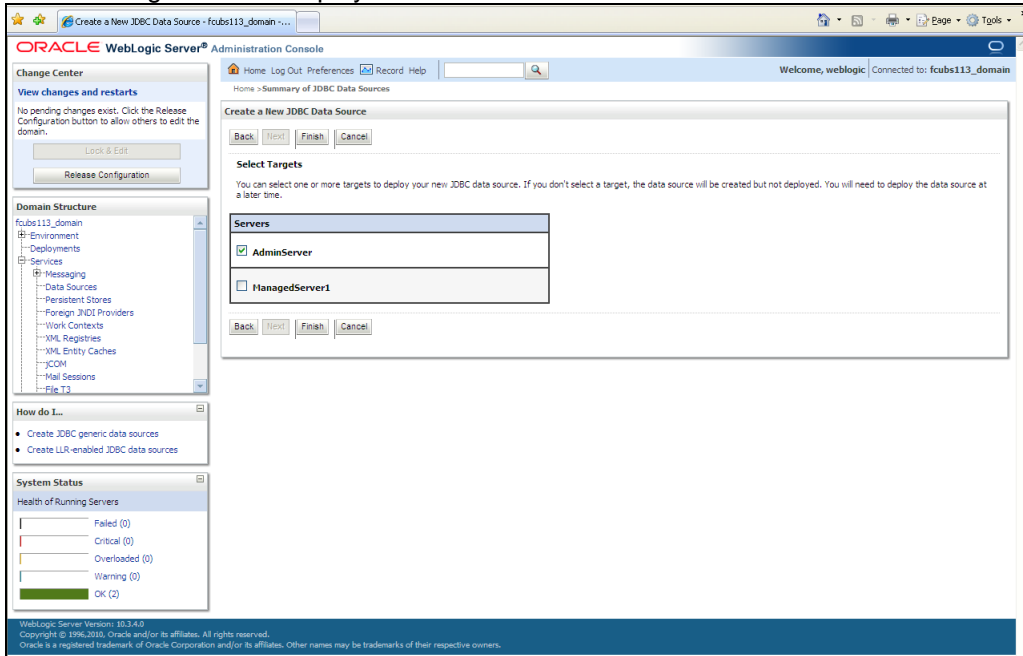 Create a New JDBC Data Source - fcubs113_domain -...
Page
Tools
ORACLE WebLogic Server® Administration Console
Change Center
View changes and restarts
No pending changes exist. Click the Release
Configuration button to allow others to edit the
domain.
Lock & Edit
Release Configuration
Domain Structure
fcubs113_domain
Environment
Deployments
Services
Messaging
Data Sources
Persistent Stores
Foreign JNDI Providers
Work Contexts
XML Registries
XML Entity Caches
jCOM
Mail Sessions
File T3
How do I...
Create JDBC generic data sources
Create LLR-enabled JDBC data sources
System Status
Health of Running Servers
Failed (0)
Critical (0)
Overloaded (0)
Warning (0)
OK (2)
Home Log Out Preferences Record Help
Welcome, weblogic Connected to: fcubs113_domain
Home >Summary of JDBC Data Sources
Create a New JDBC Data Source
Back Next Finish Cancel
Select Targets
You can select one or more targets to deploy your new JDBC data source. If you don't select a target, the data source will be created but not deployed. You will need to deploy the data source at
a later time.
Servers
AdminServer
ManagedServer1
Back Next Finish Cancel
WebLogic Server Version: 10.3.4.0
Copyright © 1996,2010, Oracle and/or its affiliates. All rights reserved.
Oracle is a registered trademark of Oracle Corporation and/or its affiliates. Other names may be trademarks of their respective owners.